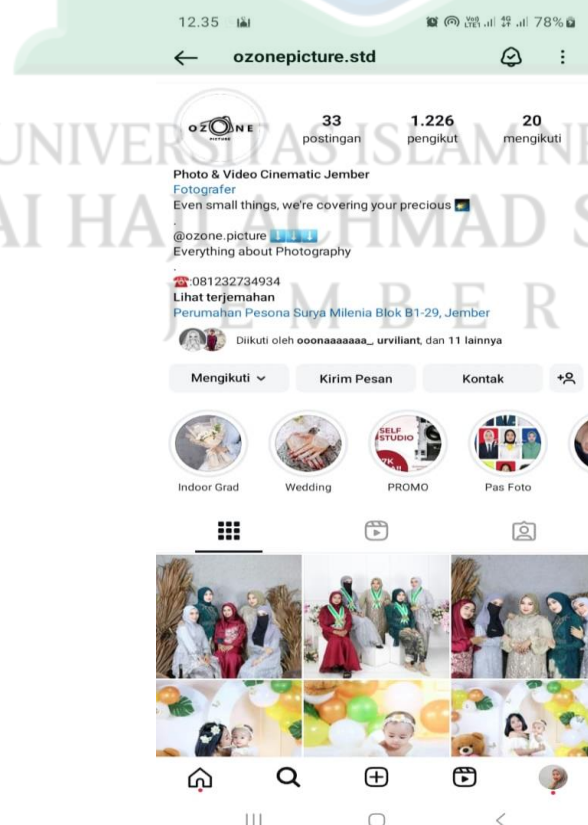 12.35 78%
ozonepicture.std
OZONE
PICTURE
33 1.226 20
postingan pengikut mengikuti
Photo & Video Cinematic Jember
Fotografer
Even small things, we're covering your precious
.
@ozone.picture
Everything about Photography
.
:081232734934
Lihat terjemahan
Perumahan Pesona Surya Milenia Blok B1-29, Jember
Diikuti oleh ooonaaaaaaa_, urviliant, dan 11 lainnya
Mengikuti Kirim Pesan Kontak
SELF
STUDIO
Indoor Grad Wedding PROMO Pas Foto
UNIVERSITAS ISLAM NE
AI HA ACHMAD S
J E M B E R